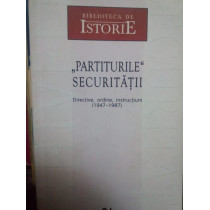 BIBLIOTECA DE
ISTORIE
„PARTITURILE“
SECURITĂȚII
Directive, ordine, instrucțiuni
(1947-1987)